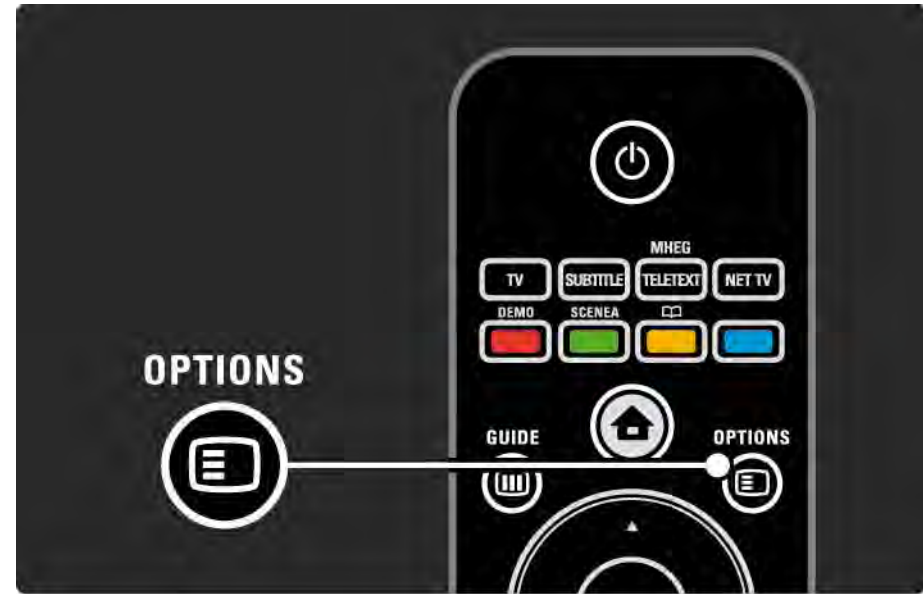 MHEG
TV SUBTITLE TELETEXT NET TV
DEMO SCENEA
OPTIONS
GUIDE OPTIONS